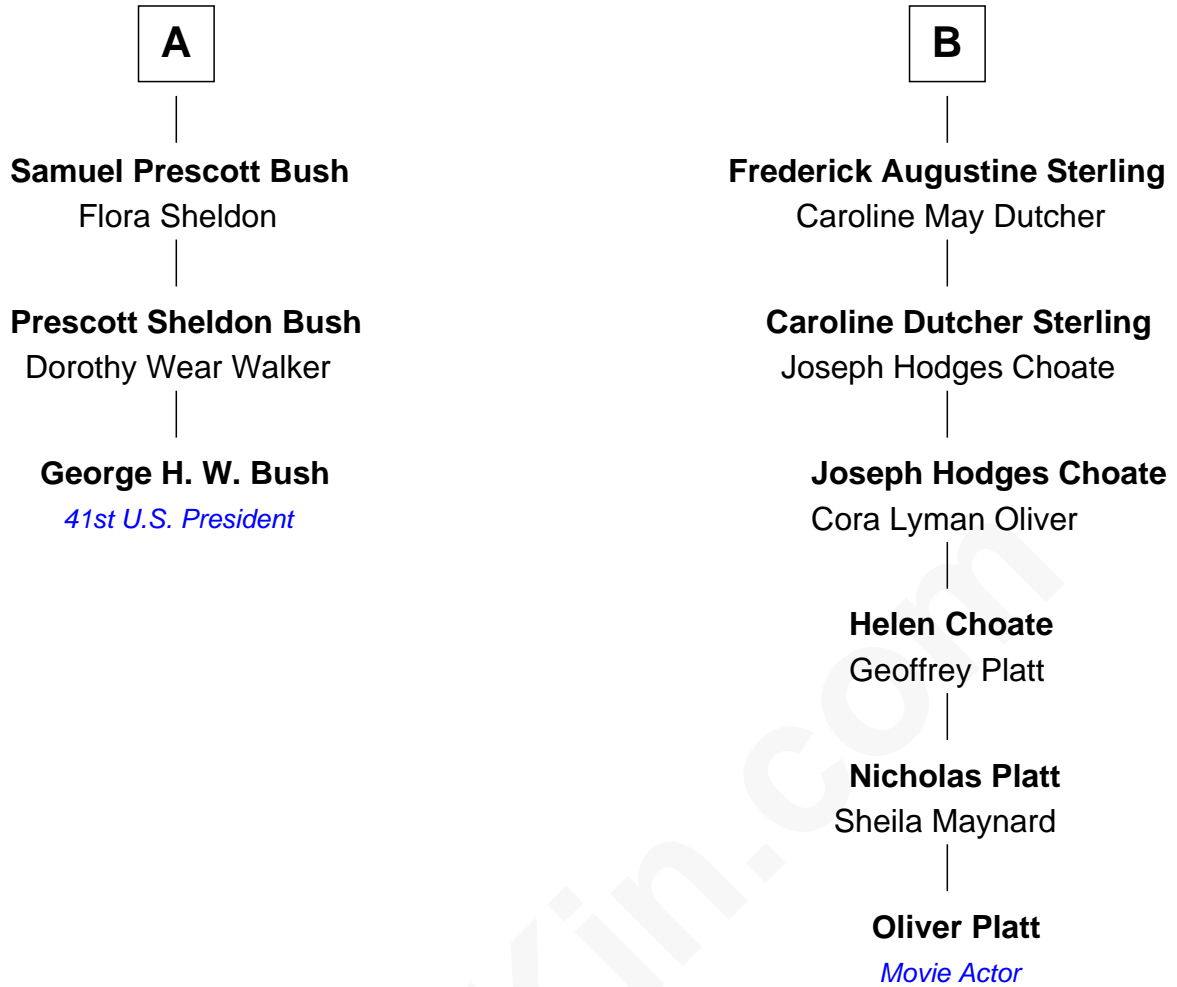 A
Samuel Prescott Bush
Flora Sheldon
Prescott Sheldon Bush
Dorothy Wear Walker
George H. W. Bush
41st U.S. President
B
Frederick Augustine Sterling
Caroline May Dutcher
Caroline Dutcher Sterling
Joseph Hodges Choate
Joseph Hodges Choate
Cora Lyman Oliver
Helen Choate
Geoffrey Platt
Nicholas Platt
Sheila Maynard
Oliver Platt
Movie Actor